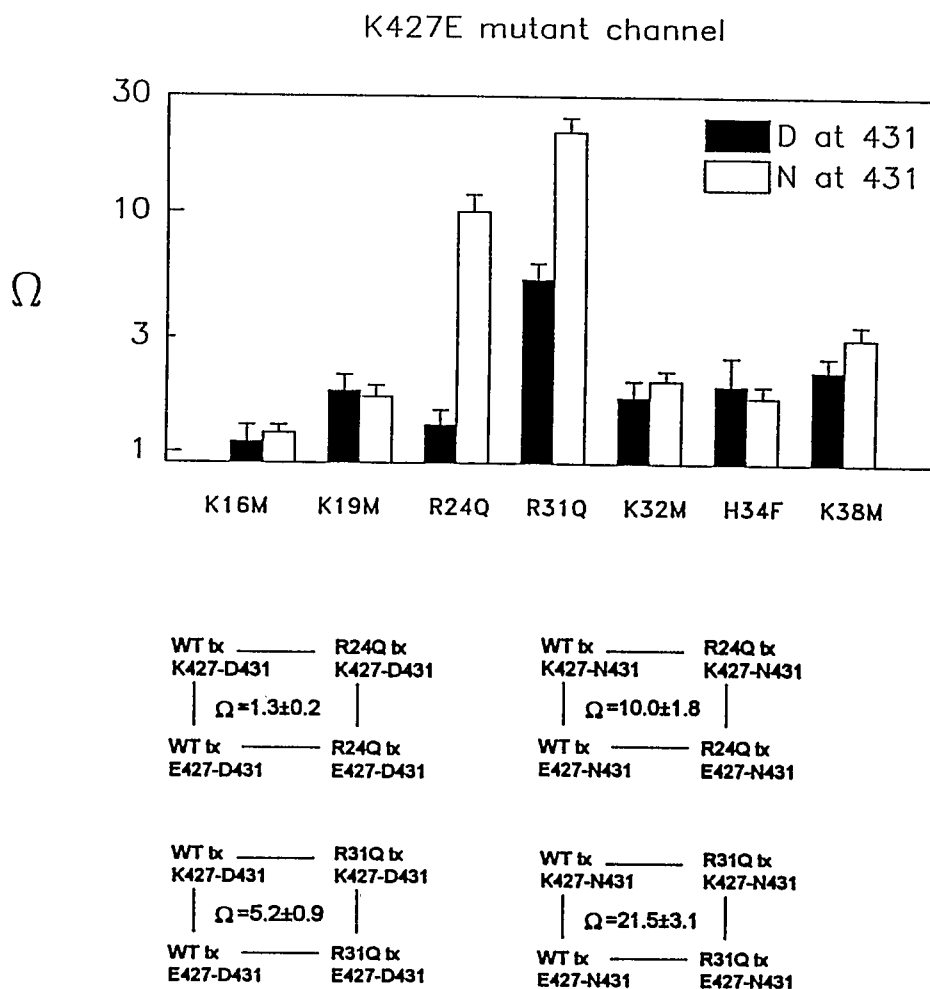 K427E mutant channel
30
10
3
1
Ω
D at 431
N at 431
K16M K19M R24Q R31Q K32M H34F K38M
WT tx R24Q tx
K427-D431 K427-D431
Ω=1.3±0.2
WT tx R24Q tx
E427-D431 E427-D431
WT tx R24Q tx
K427-N431 K427-N431
Ω=10.0±1.8
WT tx R24Q tx
E427-N431 E427-N431
WT tx R31Q tx
K427-D431 K427-D431
Ω=5.2±0.9
WT tx R31Q tx
E427-D431 E427-D431
WT tx R31Q tx
K427-N431 K427-N431
Ω=21.5±3.1
WT tx R31Q tx
E427-N431 E427-N431